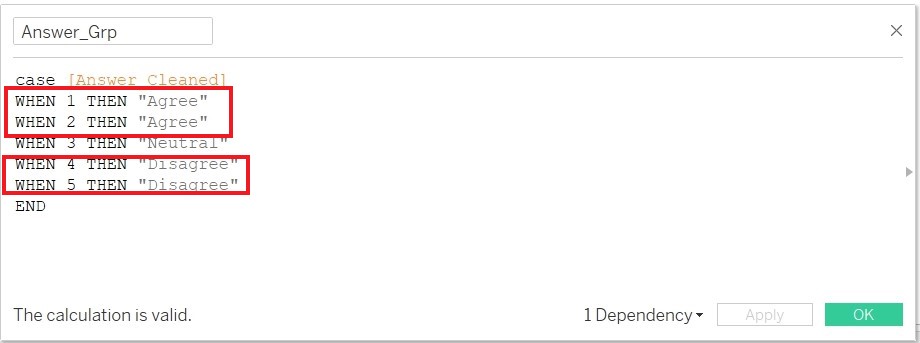 Answer_Grp
case [Answer Cleaned]
WHEN 1 THEN "Agree"
WHEN 2 THEN "Agree"
WHEN 3 THEN "Neutral"
WHEN 4 THEN "Disagree"
WHEN 5 THEN "Disagree"
END
The calculation is valid.
1 Dependency
Apply
OK